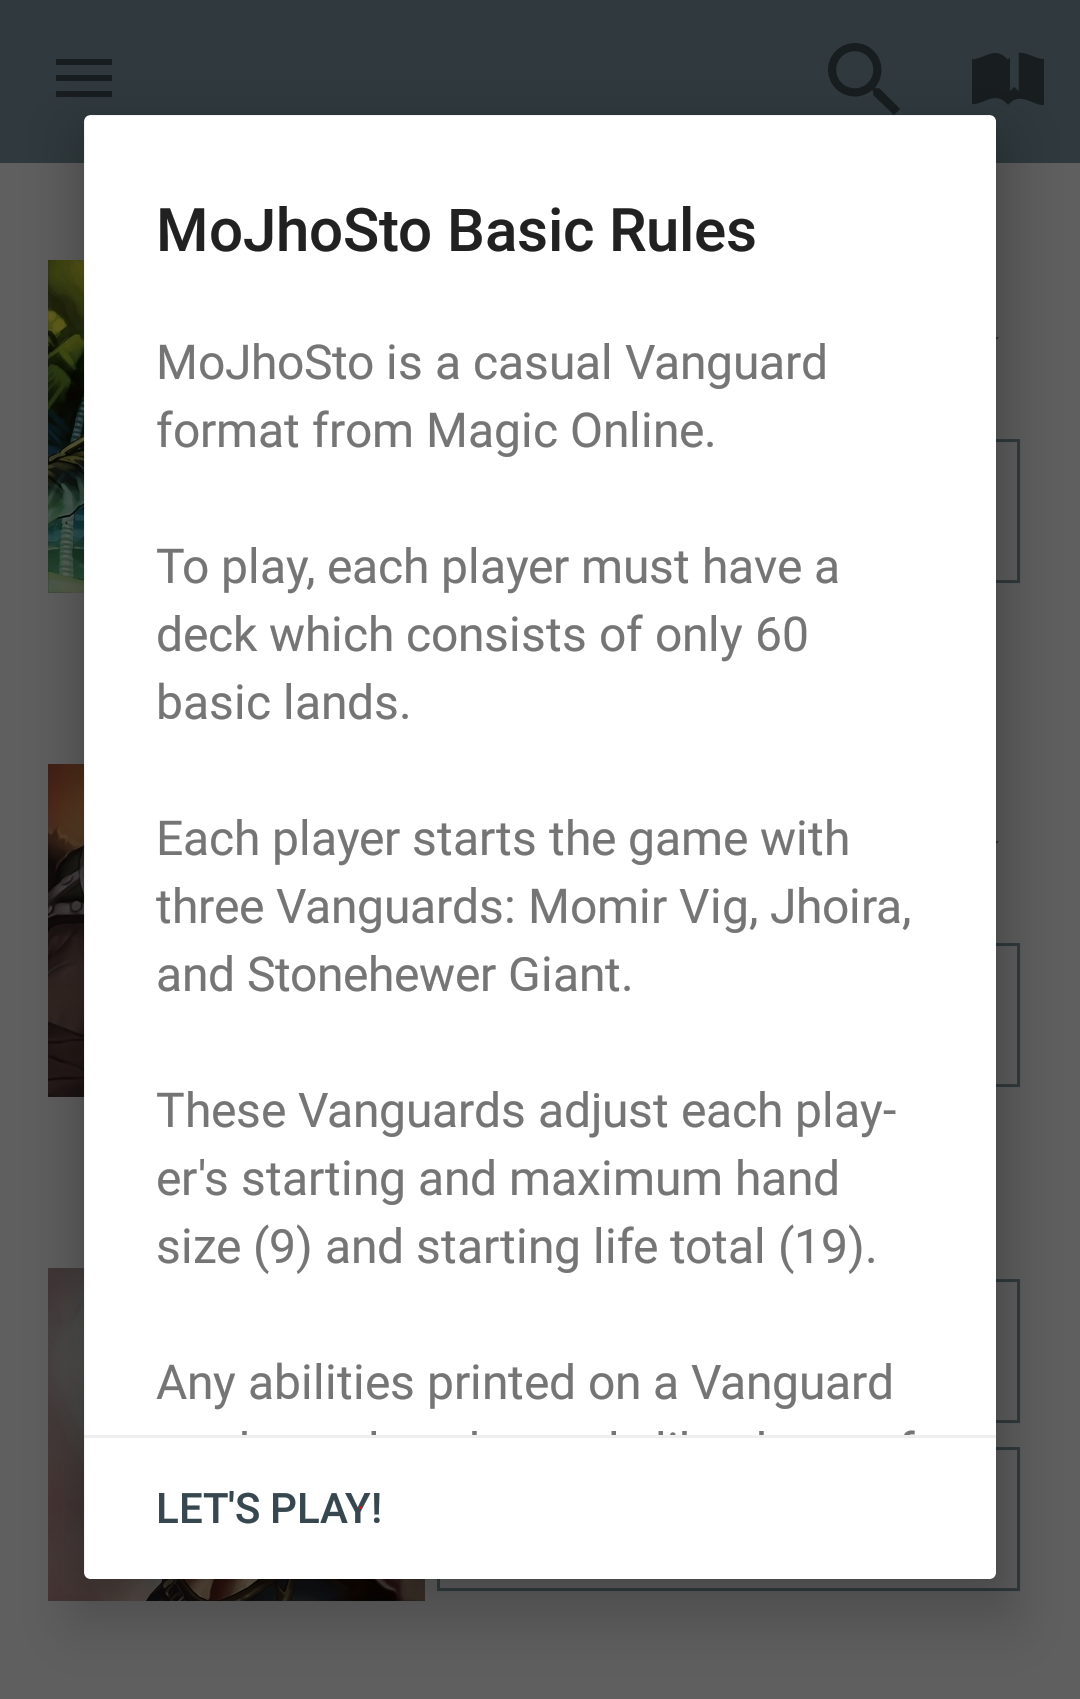 MoJhoSto Basic Rules
MoJhoSto is a casual Vanguard
format from Magic Online.
To play, each player must have a
deck which consists of only 60
basic lands.
Each player starts the game with
three Vanguards: Momir Vig, Jhoira,
and Stonehewer Giant.
These Vanguards adjust each play-
er's starting and maximum hand
size (9) and starting life total (19).
Any abilities printed on a Vanguard
LET'S PLAY!